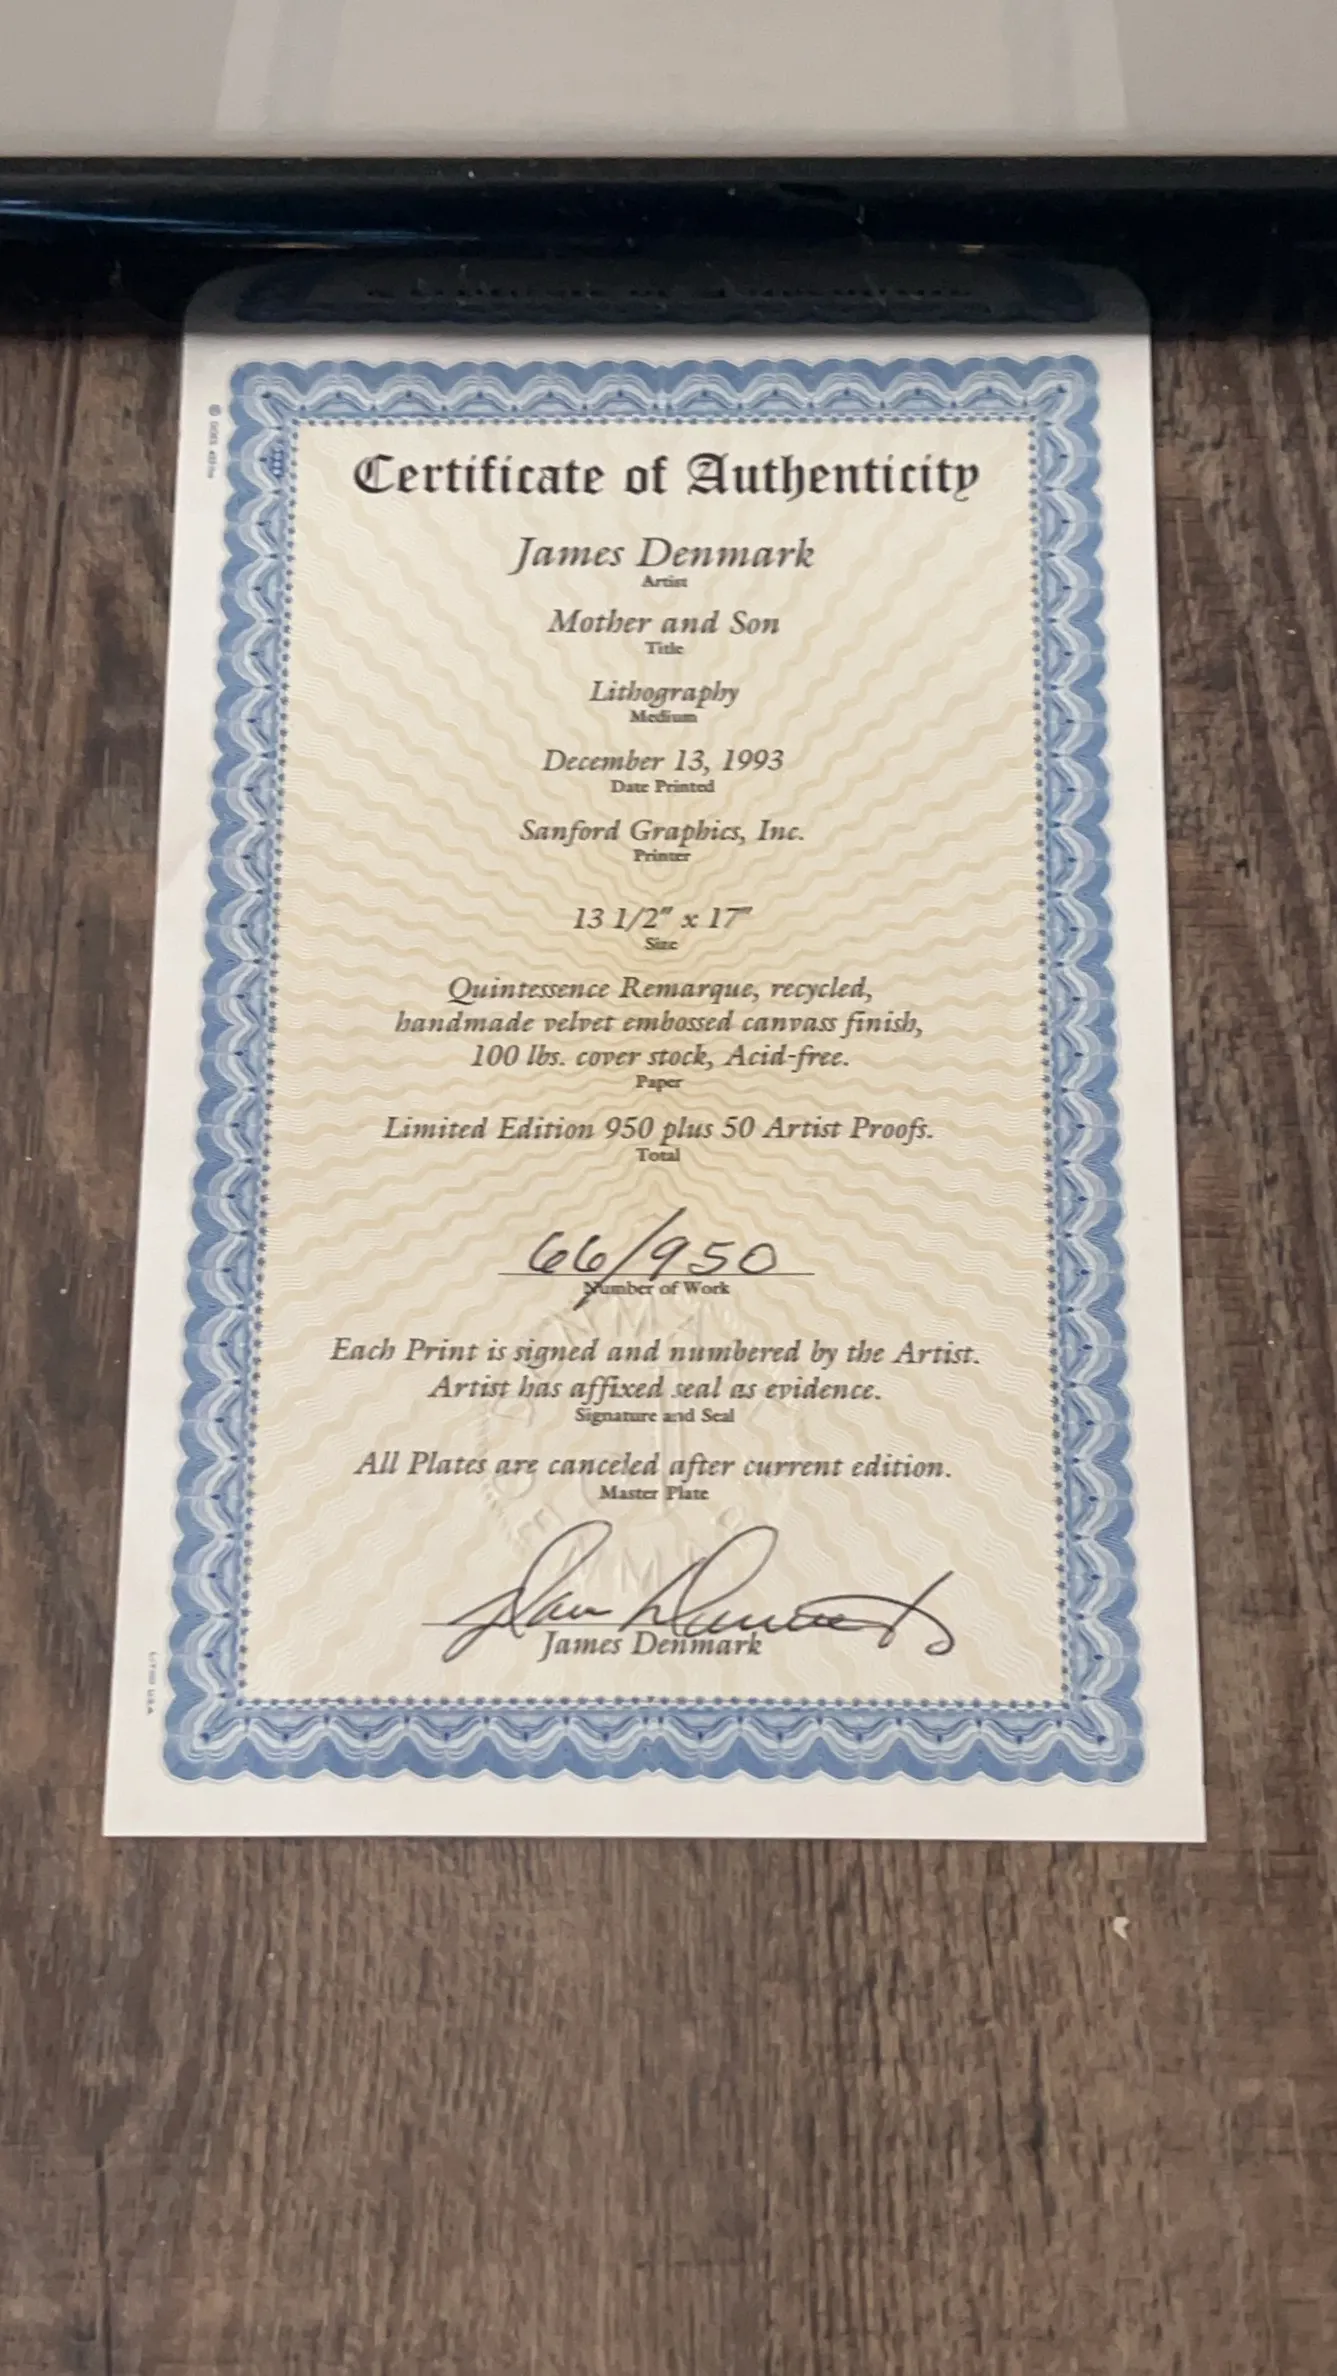 Certificate of Authenticity
James Denmark
Artist
Mother and Son
Title
Lithography
Medium
December 13, 1993
Date Printed
Sanford Graphics, Inc.
Printer
13 1/2" x 17"
Size
Quintessence Remarque, recycled,
handmade velvet embossed canvass finish,
100 lbs. cover stock, Acid-free.
Paper
Limited Edition 950 plus 50 Artist Proofs.
Total
66/950
Number of Work
Each Print is signed and numbered by the Artist.
Artist has affixed seal as evidence.
Signature and Seal
All Plates are canceled after current edition.
Master Plate
James Denmark
LITHO U.S.A.